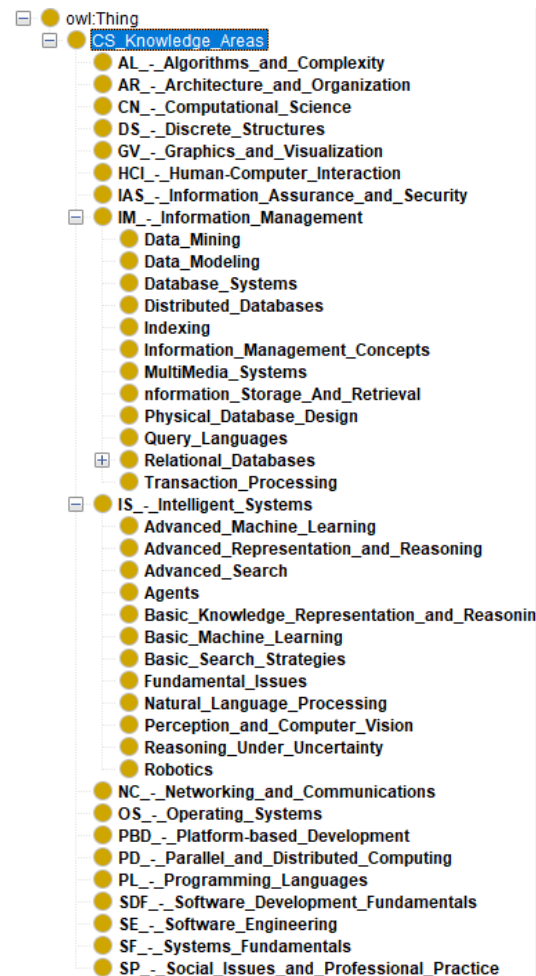 owl:Thing
CS_Knowledge_Areas
AL_-_Algorithms_and_Complexity
AR_-_Architecture_and_Organization
CN_-_Computational_Science
DS_-_Discrete_Structures
GV_-_Graphics_and_Visualization
HCI_-_Human-Computer_Interaction
IAS_-_Information_Assurance_and_Security
IM_-_Information_Management
Data_Mining
Data_Modeling
Database_Systems
Distributed_Databases
Indexing
Information_Management_Concepts
MultiMedia_Systems
nformation_Storage_And_Retrieval
Physical_Database_Design
Query_Languages
Relational_Databases
Transaction_Processing
IS_-_Intelligent_Systems
Advanced_Machine_Learning
Advanced_Representation_and_Reasoning
Advanced_Search
Agents
Basic_Knowledge_Representation_and_Reasonin
Basic_Machine_Learning
Basic_Search_Strategies
Fundamental_Issues
Natural_Language_Processing
Perception_and_Computer_Vision
Reasoning_Under_Uncertainty
Robotics
NC_-_Networking_and_Communications
OS_-_Operating_Systems
PBD_-_Platform-based_Development
PD_-_Parallel_and_Distributed_Computing
PL_-_Programming_Languages
SDF_-_Software_Development_Fundamentals
SE_-_Software_Engineering
SF_-_Systems_Fundamentals
SP_-_Social_Issues_and_Professional_Practice